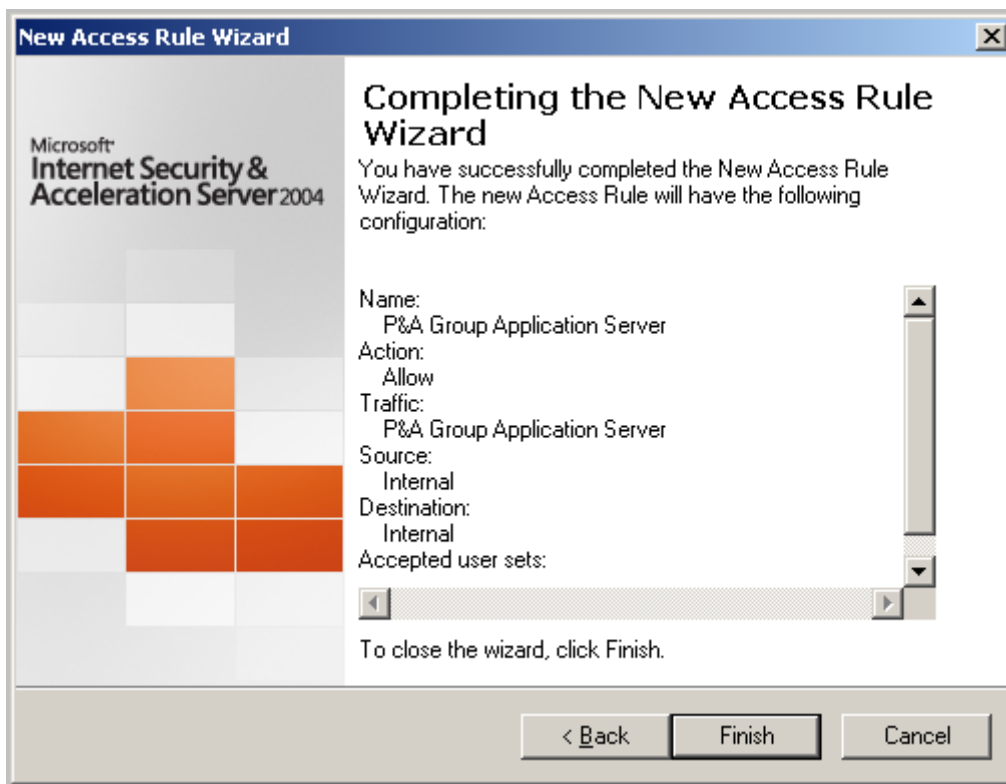 New Access Rule Wizard
Microsoft
Internet Security &
Acceleration Server 2004
Completing the New Access Rule
Wizard
You have successfully completed the New Access Rule
Wizard. The new Access Rule will have the following
configuration:
Name:
P&A Group Application Server
Action:
Allow
Traffic:
P&A Group Application Server
Source:
Internal
Destination:
Internal
Accepted user sets:
To close the wizard, click Finish.
< Back
Finish
Cancel